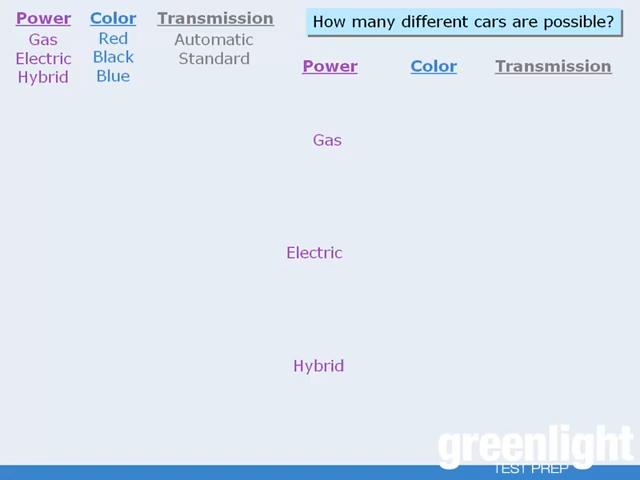 Power Color Transmission
Gas Red Automatic
Electric Black Standard
Hybrid Blue
How many different cars are possible?
Power Color Transmission
Gas
Electric
Hybrid
greenlight
TEST PREP